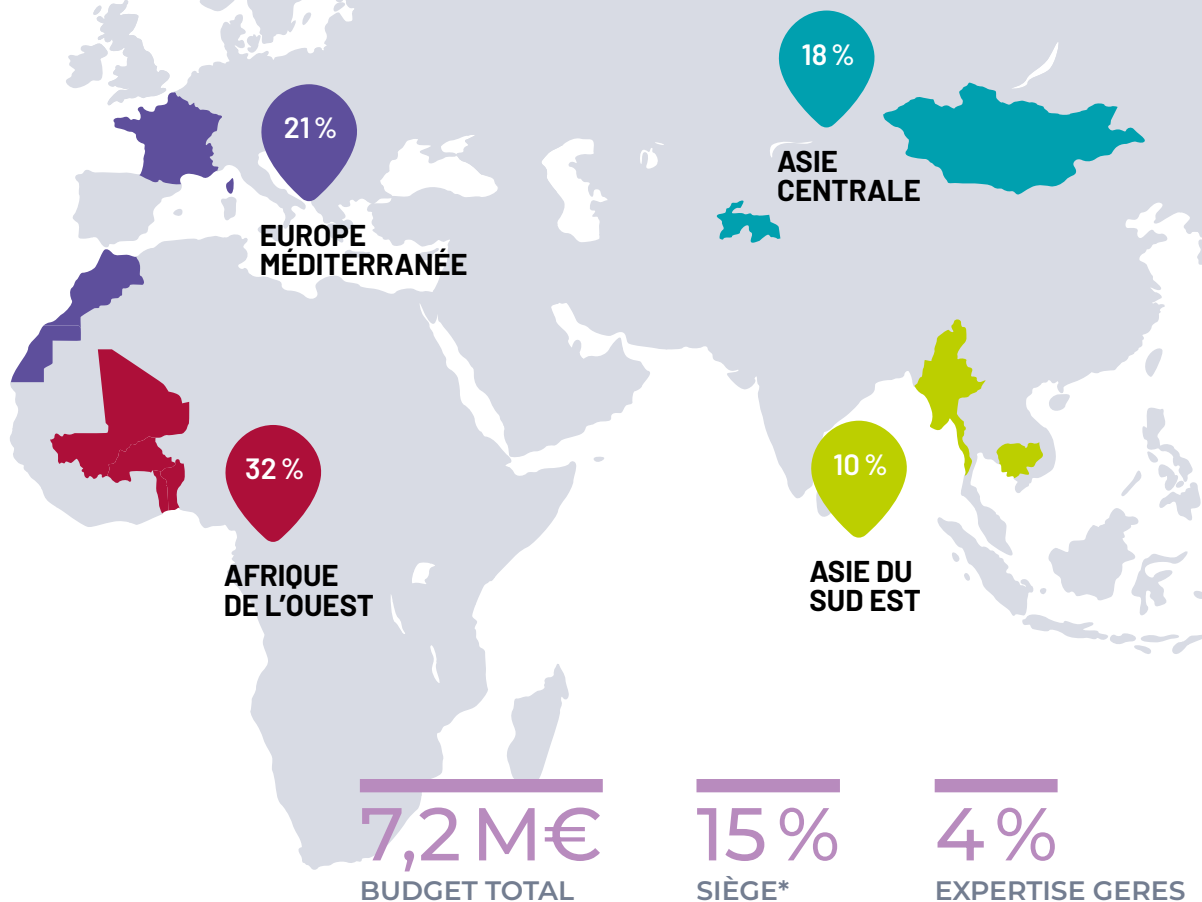 18 %
ASIE
CENTRALE
21 %
EUROPE
MÉDITERRANÉE
32 %
AFRIQUE
DE L’OUEST
10 %
ASIE DU
SUD EST
7,2 M€
BUDGET TOTAL
15 %
SIÈGE*
4 %
EXPERTISE GERES